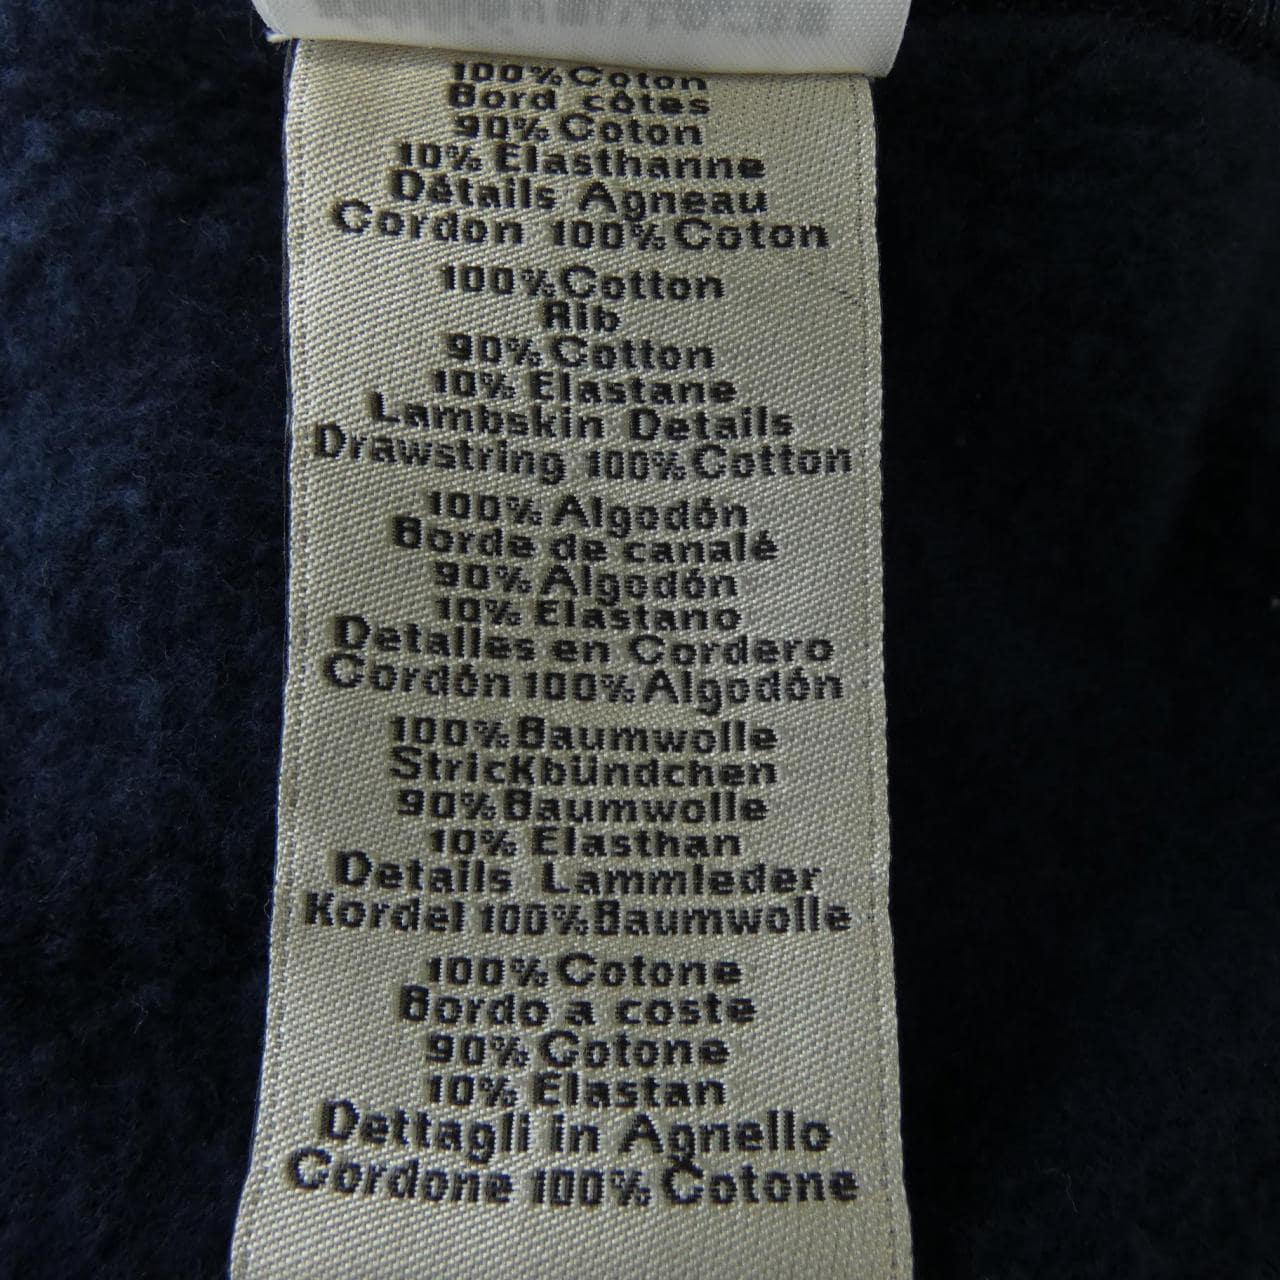 100% Coton
Bord côtes
90% Coton
10% Elasthanne
Détails Agneau
Cordon 100% Coton
100% Cotton
Rib
90% Cotton
10% Elastane
Lambskin Details
Drawstring 100% Cotton
100% Algodón
Borde de canalé
90% Algodón
10% Elastano
Detalles en Cordero
Cordón 100% Algodón
100% Baumwolle
Strickbündchen
90% Baumwolle
10% Elasthan
Details Lammleder
Kordel 100% Baumwolle
100% Cotone
Bordo a coste
90% Cotone
10% Elastan
Dettagli in Agnello
Cordone 100% Cotone